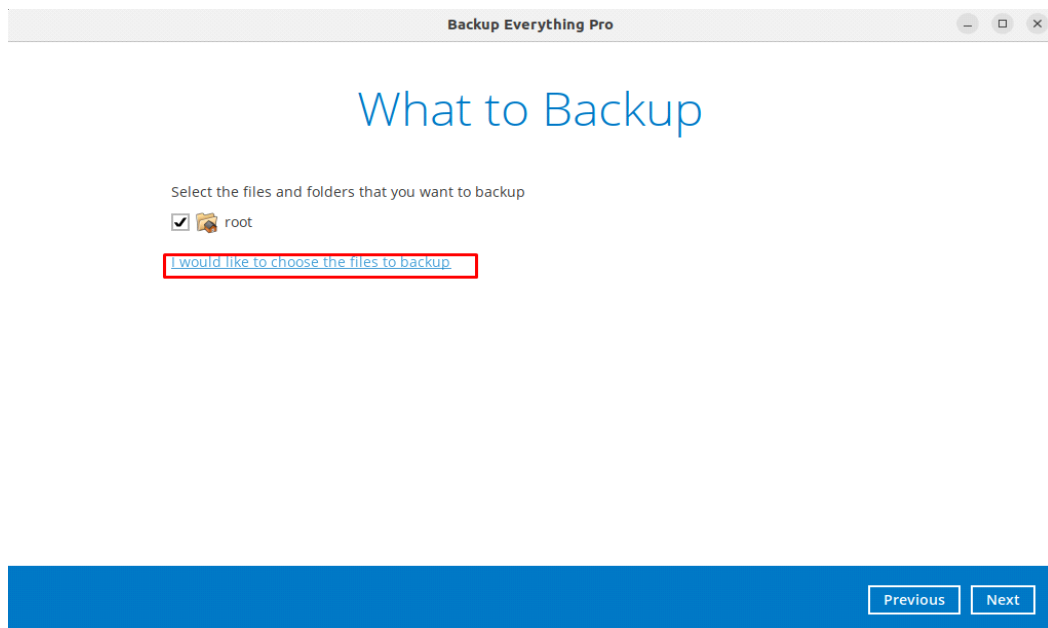 Backup Everything Pro
What to Backup
Select the files and folders that you want to backup
root
I would like to choose the files to backup
Previous Next